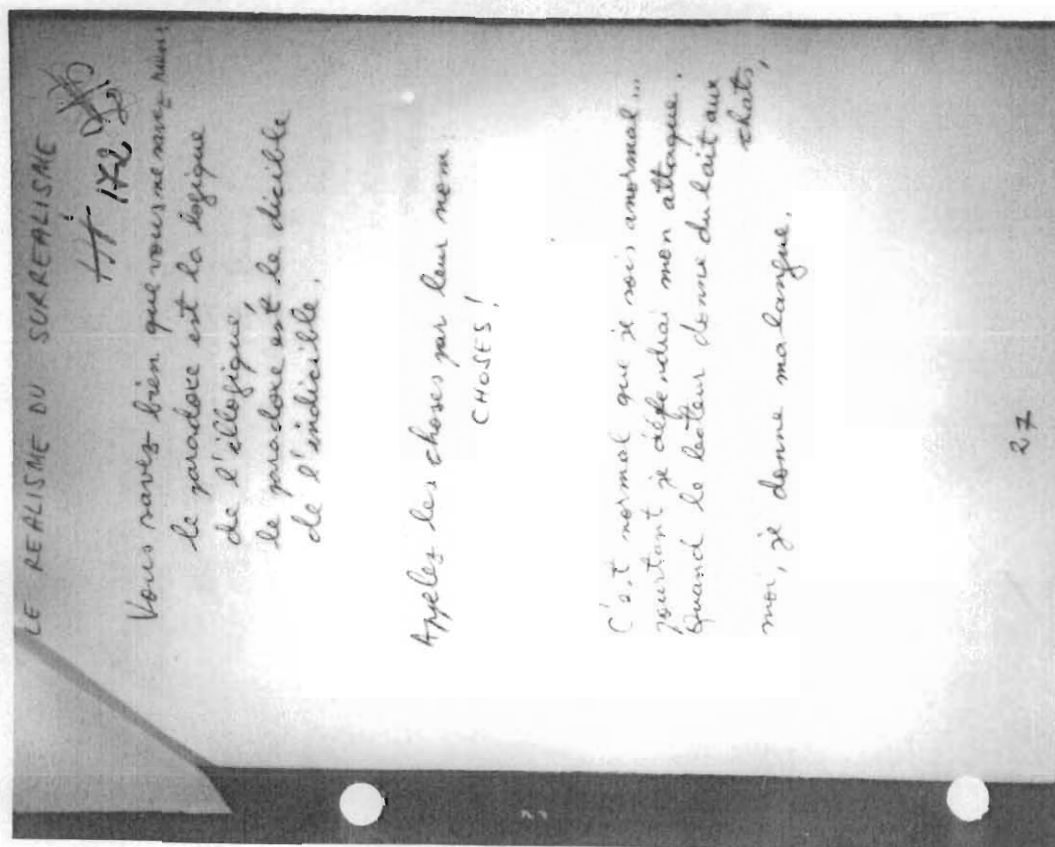 LE REALISME DU SURREALISME
172
Vous savez bien que vous ne savez rien
le paradoxe est la logique
de l'illogique
le paradoxe est le dicible
de l'indicible.
Appelez les choses par leur nom
CHOSES!
C'est normal que je sois anormal...
pourtant je défendrai mon attaque.
Quand le lecteur donne du lait aux
chats,
moi, je donne ma langue.
27